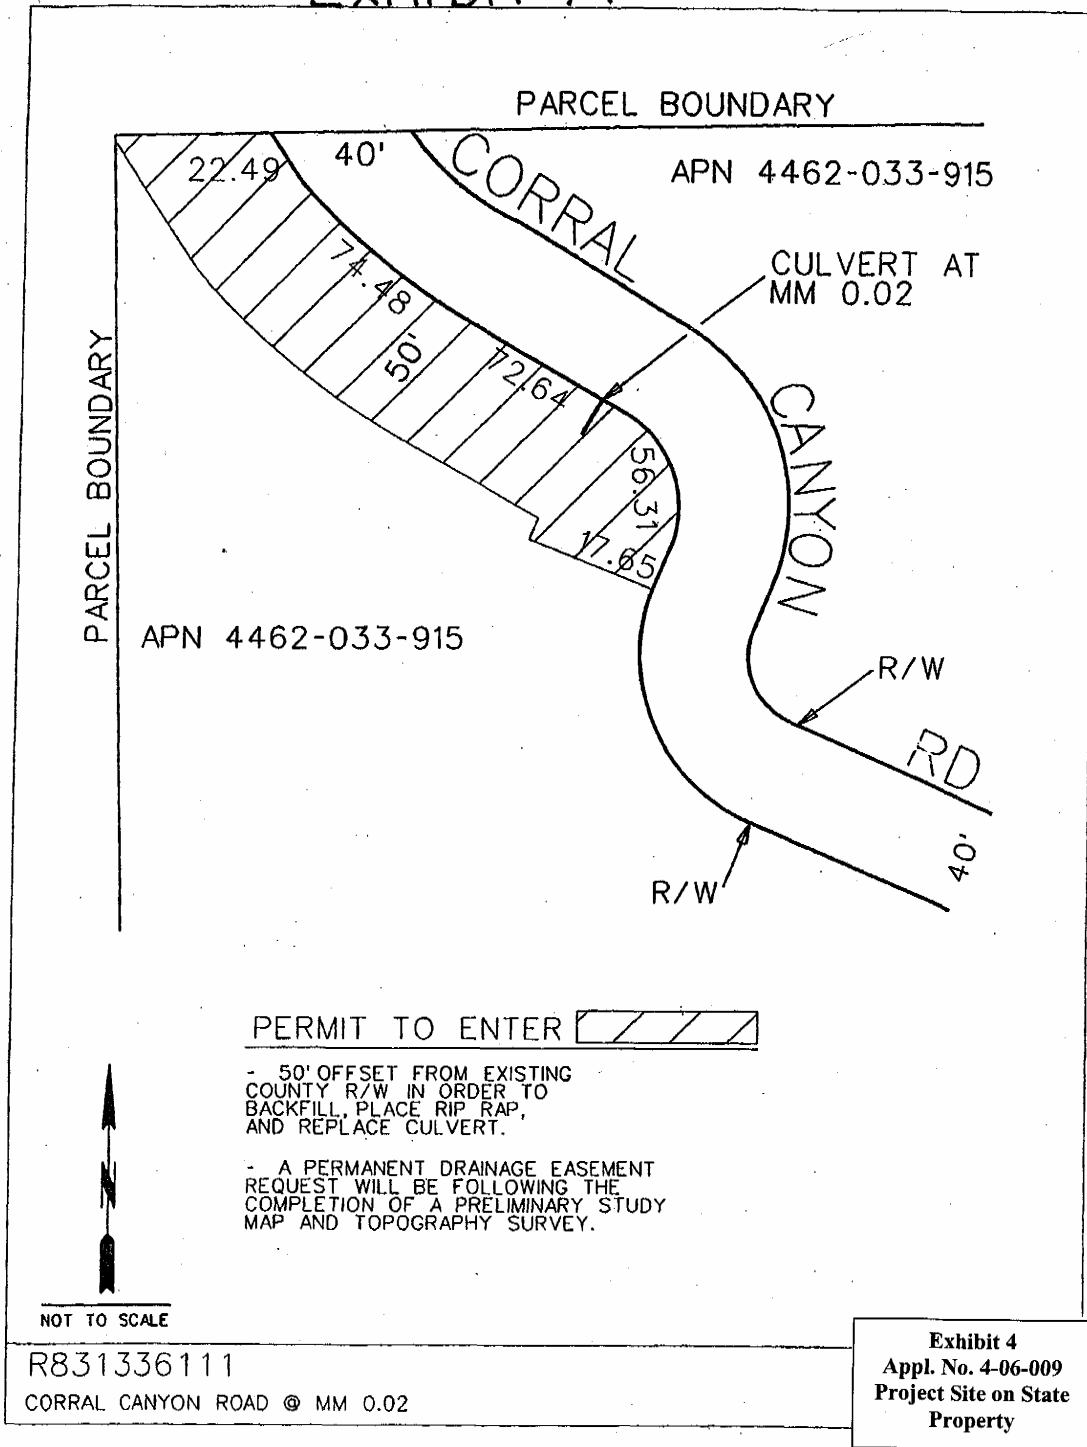 PARCEL BOUNDARY
40'
22.49
CORRAL
APN 4462-033-915
CULVERT AT
MM 0.02
74.48
50'
72.64
CANYON
PARCEL BOUNDARY
56.31
17.65
APN 4462-033-915
R/W
RD
40'
R/W
PERMIT TO ENTER
- 50' OFFSET FROM EXISTING
COUNTY R/W IN ORDER TO
BACKFILL, PLACE RIP RAP,
AND REPLACE CULVERT.
- A PERMANENT DRAINAGE EASEMENT
REQUEST WILL BE FOLLOWING THE
COMPLETION OF A PRELIMINARY STUDY
MAP AND TOPOGRAPHY SURVEY.
N
NOT TO SCALE
R831336111
CORRAL CANYON ROAD @ MM 0.02
Exhibit 4
Appl. No. 4-06-009
Project Site on State
Property